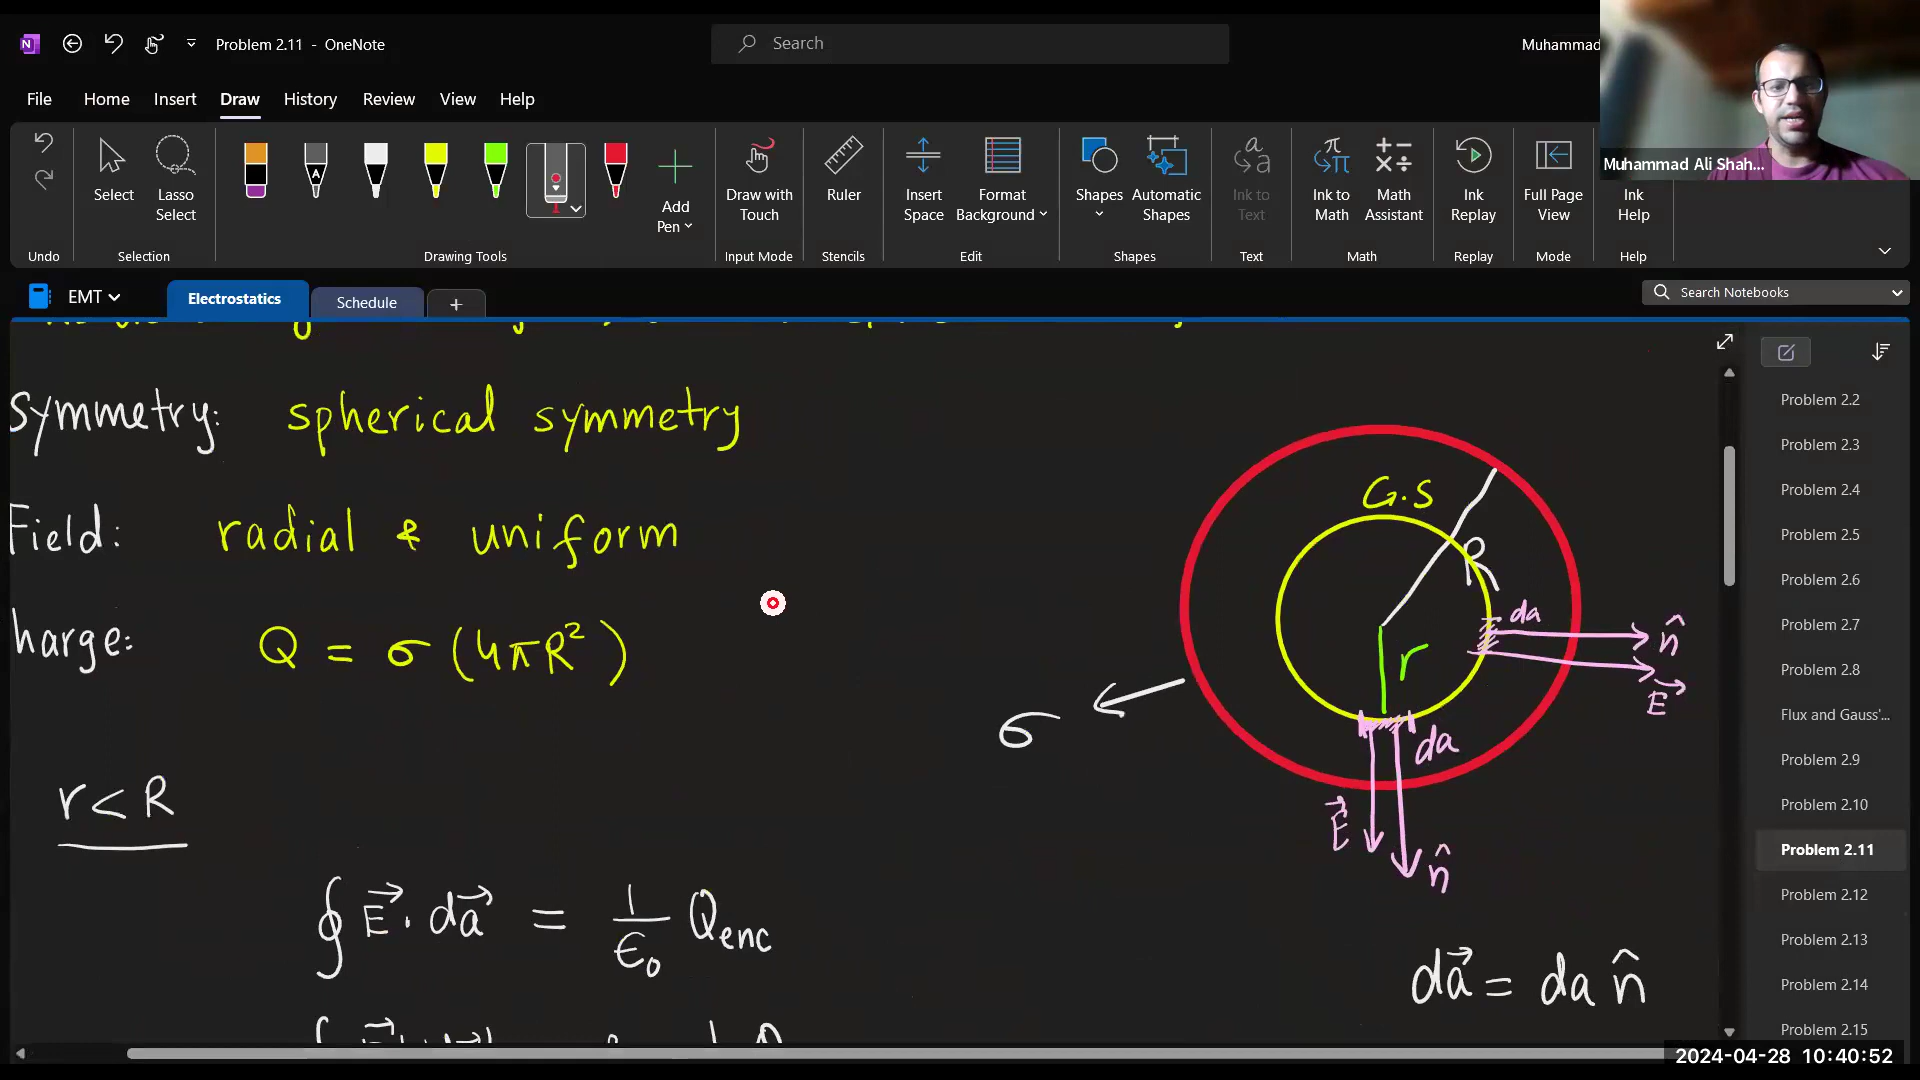 Problem 2.11 - OneNote
Search
Muhammad
File Home Insert Draw History Review View Help
Select
Lasso Select
Add Pen
Draw with Touch
Ruler
Insert Space
Format Background
Shapes
Automatic Shapes
Ink to Text
Ink to Math
Math Assistant
Ink Replay
Full Page View
Ink Help
Undo Selection Drawing Tools Input Mode Stencils Edit Shapes Text Math Replay Mode Help
Muhammad Ali Shah...
EMT Electrostatics Schedule +
Search Notebooks
Symmetry: spherical symmetry
Field: radial & uniform
harge: Q = σ (4πR²)
r < R
∮ E⃗ . da⃗ = 1/ϵ₀ Qenc
G.S
R
r
da
n̂
E⃗
σ
da
E⃗
n̂
da⃗ = da n̂
Problem 2.2
Problem 2.3
Problem 2.4
Problem 2.5
Problem 2.6
Problem 2.7
Problem 2.8
Flux and Gauss'...
Problem 2.9
Problem 2.10
Problem 2.11
Problem 2.12
Problem 2.13
Problem 2.14
Problem 2.15
2024-04-28 10:40:52